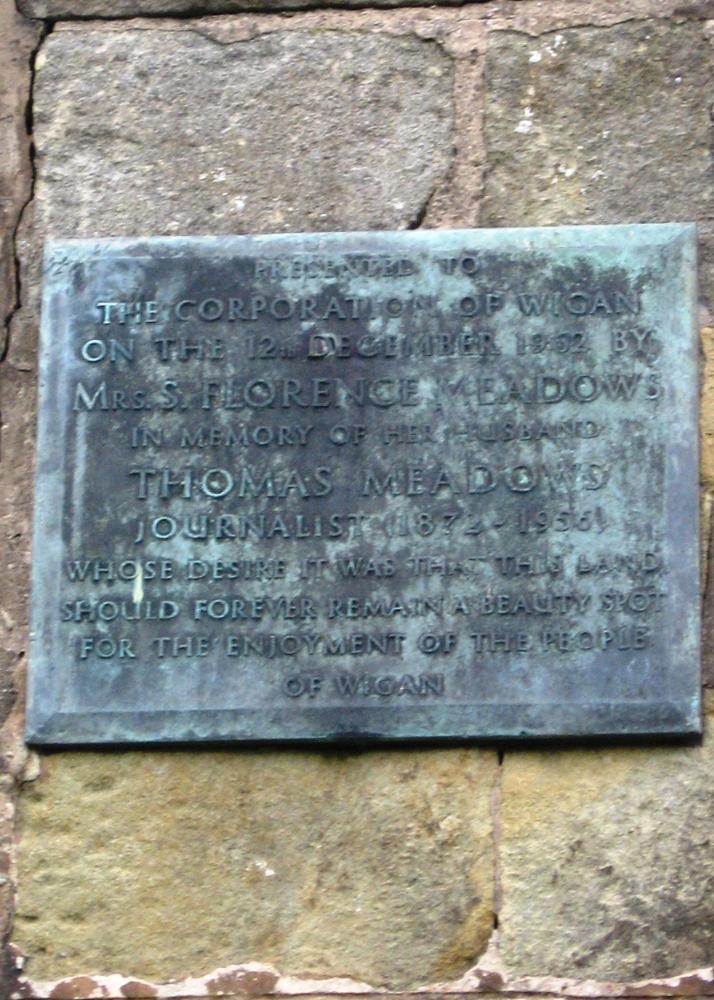 PRESENTED TO
THE CORPORATION OF WIGAN
ON THE 12TH DECEMBER 1962 BY
MRS. S. FLORENCE MEADOWS
IN MEMORY OF HER HUSBAND
THOMAS MEADOWS
JOURNALIST (1872 - 1956)
WHOSE DESIRE IT WAS THAT THIS LAND
SHOULD FOREVER REMAIN A BEAUTY SPOT
FOR THE ENJOYMENT OF THE PEOPLE
OF WIGAN